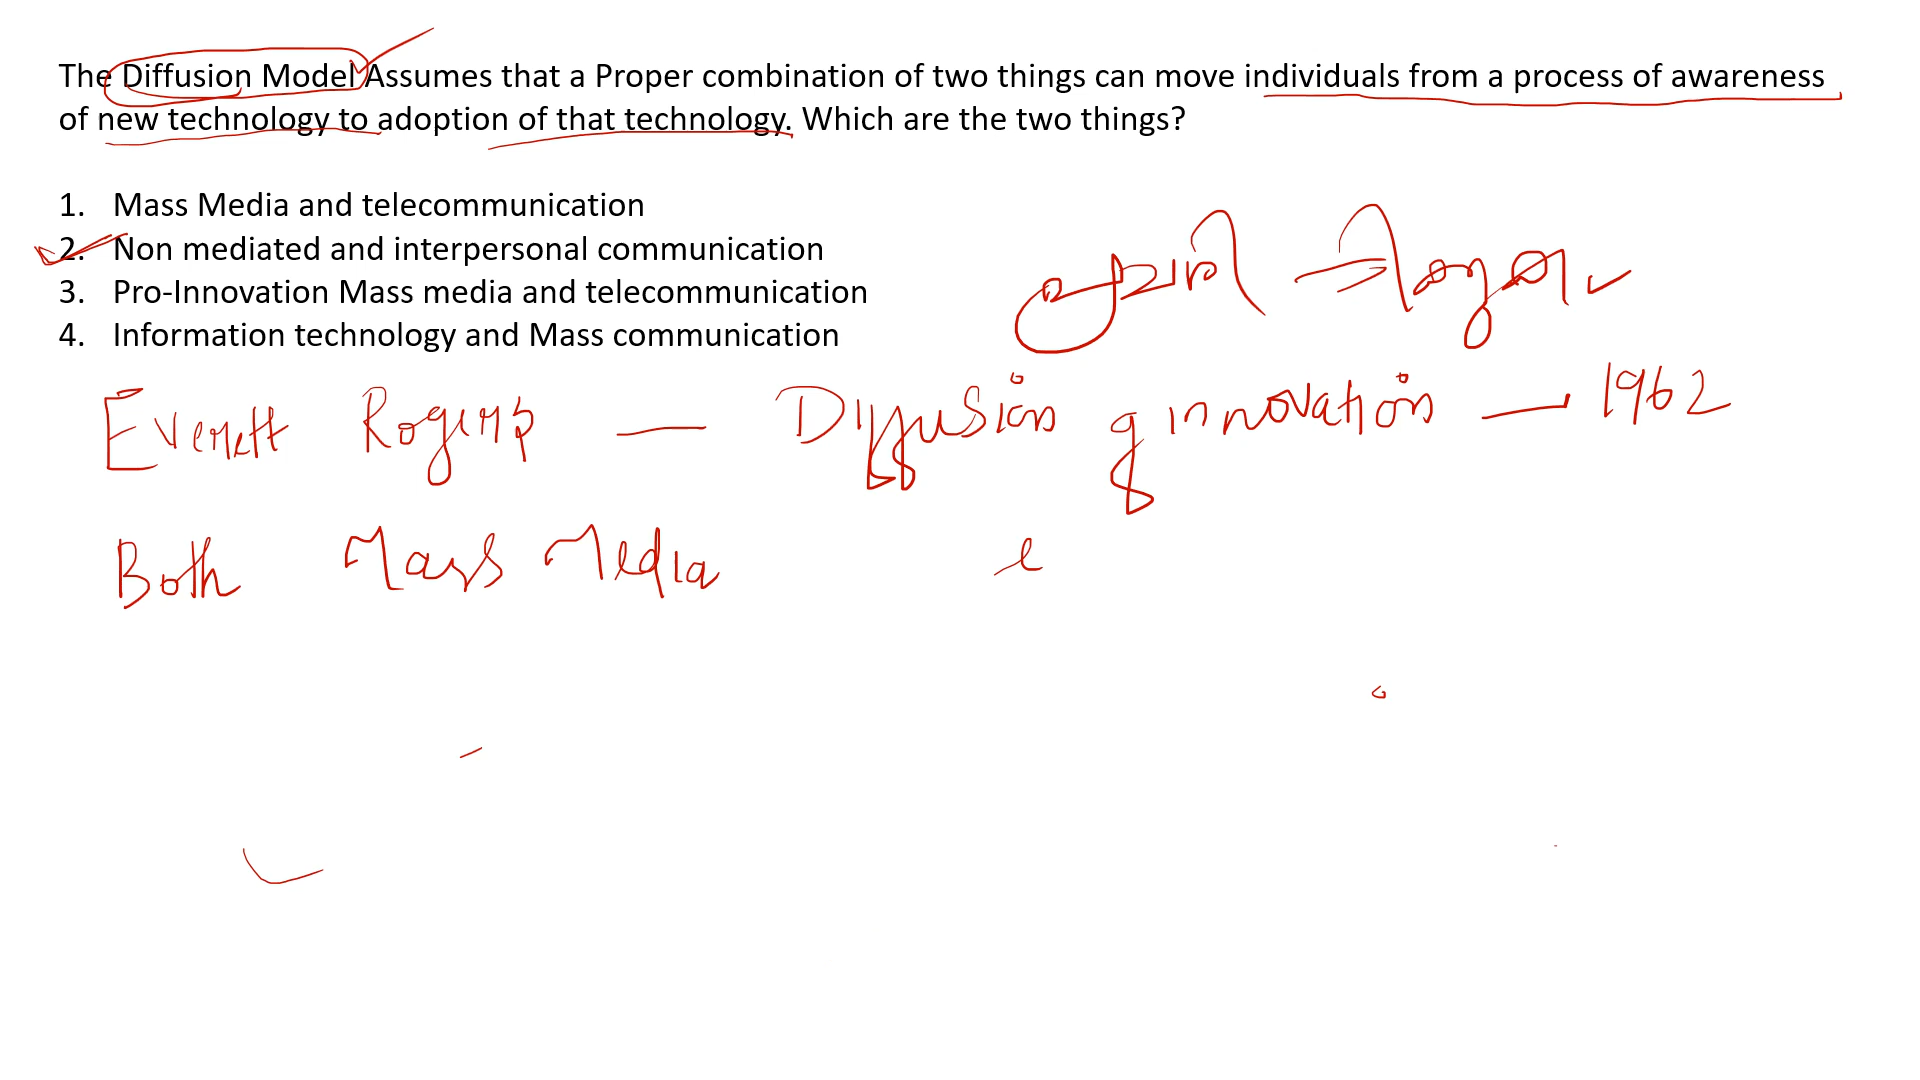 The Diffusion Model Assumes that a Proper combination of two things can move individuals from a process of awareness
of new technology to adoption of that technology. Which are the two things?
1. Mass Media and telecommunication
2. Non mediated and interpersonal communication
3. Pro-Innovation Mass media and telecommunication
4. Information technology and Mass communication
Everett Rogers — Diffusion of innovation — 1962
Both Mass Media